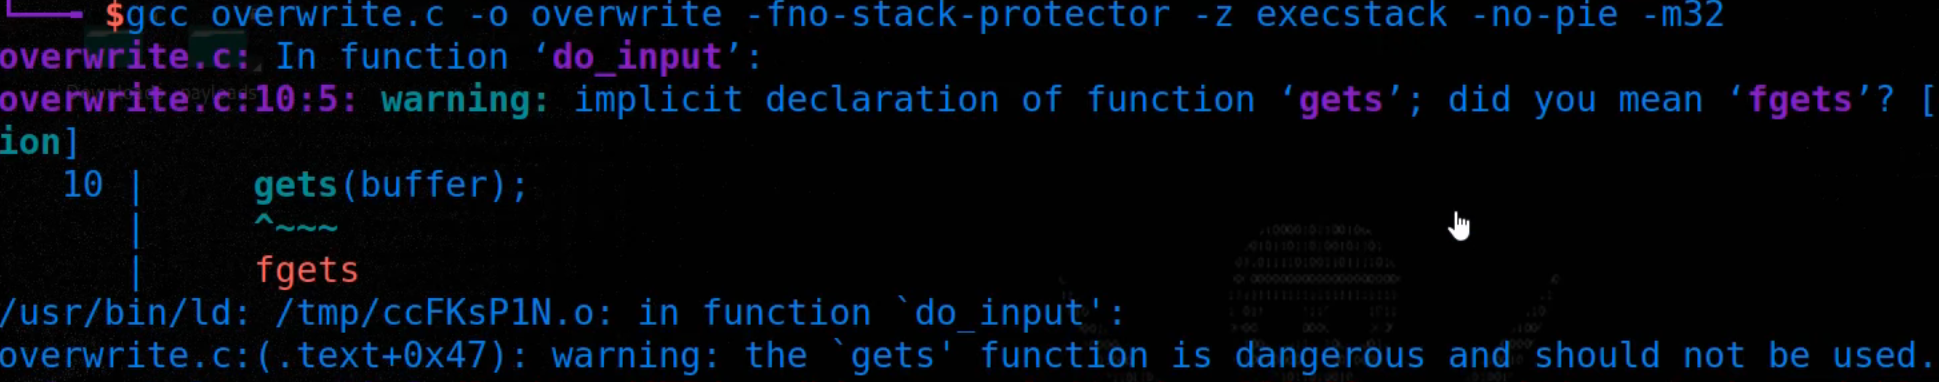 $gcc overwrite.c -o overwrite -fno-stack-protector -z execstack -no-pie -m32
overwrite.c: In function ‘do_input’:
overwrite.c:10:5: warning: implicit declaration of function ‘gets’; did you mean ‘fgets’? [
ion]
10 |     gets(buffer);
|     ^~~~
|     fgets
/usr/bin/ld: /tmp/ccFKsP1N.o: in function `do_input':
overwrite.c:(.text+0x47): warning: the `gets' function is dangerous and should not be used.